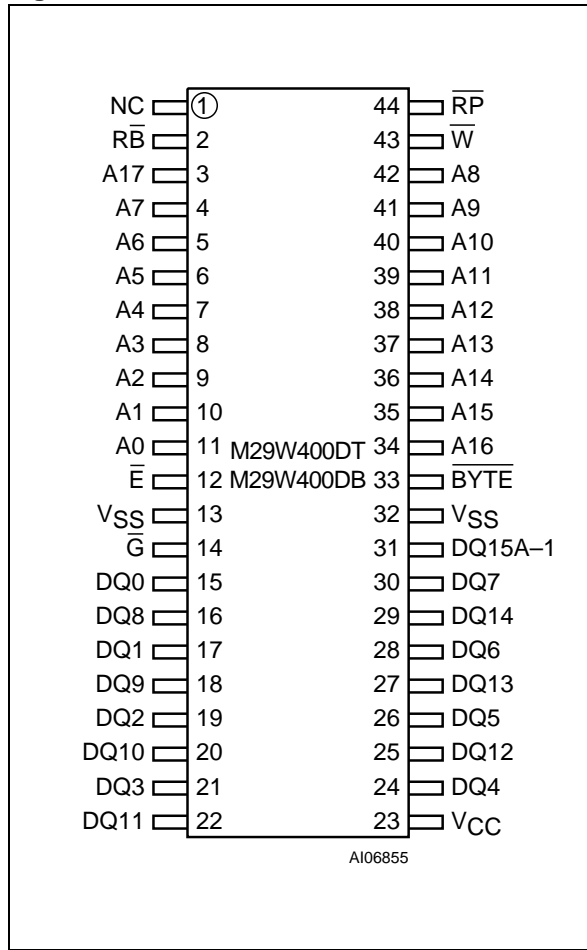 NC 1 44 R̅P̅
RB̅ 2 43 W̅
A17 3 42 A8
A7 4 41 A9
A6 5 40 A10
A5 6 39 A11
A4 7 38 A12
A3 8 37 A13
A2 9 36 A14
A1 10 35 A15
A0 11 M29W400DT 34 A16
E̅ 12 M29W400DB 33 B̅Y̅T̅E̅
VSS 13 32 VSS
G̅ 14 31 DQ15A–1
DQ0 15 30 DQ7
DQ8 16 29 DQ14
DQ1 17 28 DQ6
DQ9 18 27 DQ13
DQ2 19 26 DQ5
DQ10 20 25 DQ12
DQ3 21 24 DQ4
DQ11 22 23 VCC
AI06855